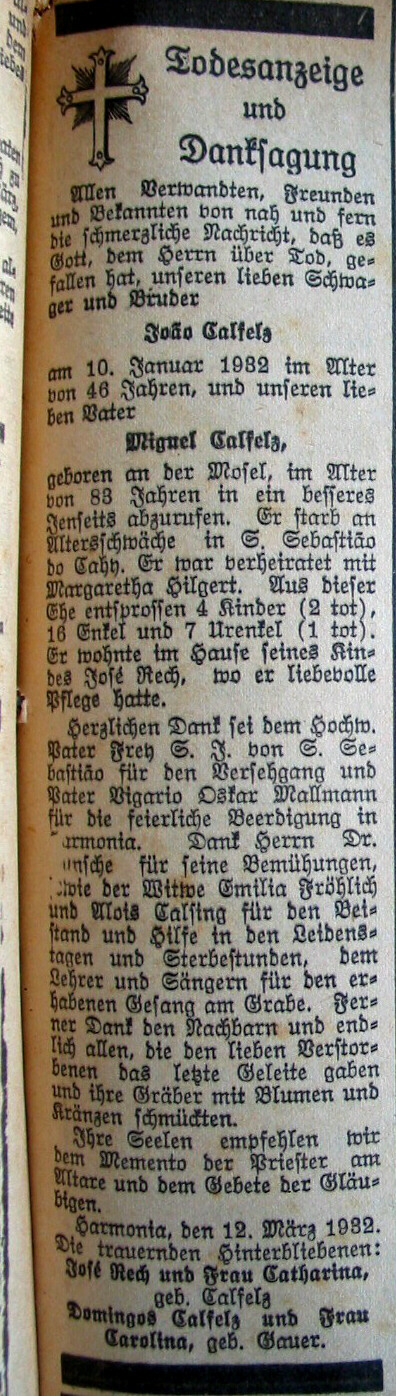 Todesanzeige
und
Danksagung
Allen Verwandten, Freunden
und Bekannten von nah und fern
die schmerzliche Nachricht, daß es
Gott, dem Herrn über Tod, ge-
fallen hat, unseren lieben Schwa-
ger und Bruder
João Calfelz
am 10. Januar 1932 im Alter
von 46 Jahren, und unseren lie-
ben Vater
Miguel Calfelz,
geboren an der Mosel, im Alter
von 83 Jahren in ein besseres
Jenseits abzurufen. Er starb an
Altersschwäche in S. Sebastião
do Cahy. Er war verheiratet mit
Margaretha Hilgert. Aus dieser
Ehe entsprossen 4 Kinder (2 tot),
16 Enkel und 7 Urenkel (1 tot).
Er wohnte im Hause seines Kin-
des José Rech, wo er liebevolle
Pflege hatte.
Herzlichen Dank sei dem Hochw.
Pater Frey S. J. von S. Se-
bastião für den Versehgang und
Pater Vigario Oskar Mallmann
für die feierliche Beerdigung in
armonia. Dank Herrn Dr.
unsche für seine Bemühungen,
wie der Witwe Emilia Fröhlich
und Alois Calsing für den Bei-
stand und Hilfe in den Leidens-
tagen und Sterbestunden, dem
Lehrer und Sängern für den er-
habenen Gesang am Grabe. Fer-
ner Dank den Nachbarn und end-
lich allen, die den lieben Verstor-
benen das letzte Geleite gaben
und ihre Gräber mit Blumen und
Kränzen schmückten.
Ihre Seelen empfehlen wir
dem Memento der Priester am
Altare und dem Gebete der Gläu-
bigen.
Harmonia, den 12. März 1932.
Die trauernden Hinterbliebenen:
José Rech und Frau Catharina,
geb. Calfelz
Domingos Calfelz und Frau
Carolina, geb. Gauer.